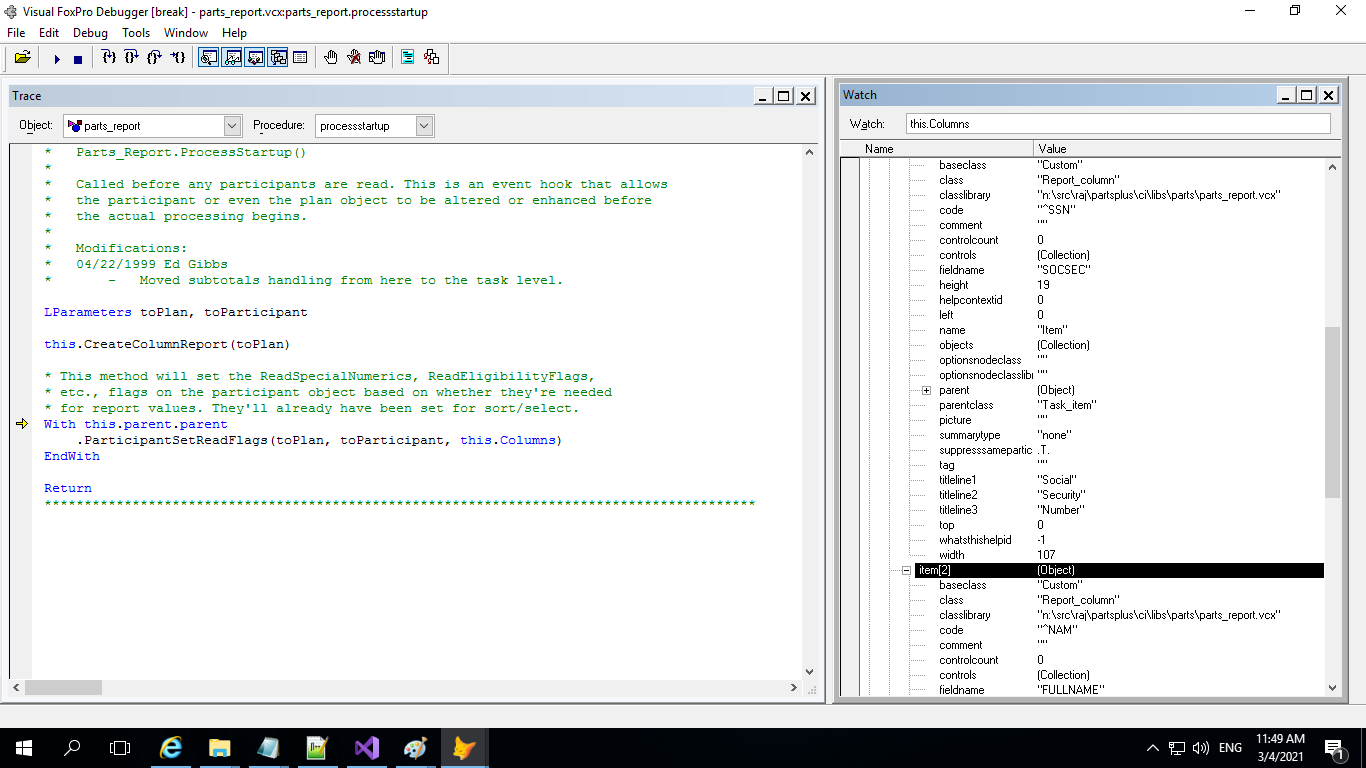 Visual FoxPro Debugger [break] - parts_report.vcx:parts_report.processstartup
File Edit Debug Tools Window Help
Trace
Object: parts_report Procedure: processstartup
* Parts_Report.ProcessStartup()
*
* Called before any participants are read. This is an event hook that allows
* the participant or even the plan object to be altered or enhanced before
* the actual processing begins.
*
* Modifications:
* 04/22/1999 Ed Gibbs
* - Moved subtotals handling from here to the task level.
LParameters toPlan, toParticipant
this.CreateColumnReport(toPlan)
* This method will set the ReadSpecialNumerics, ReadEligibilityFlags,
* etc., flags on the participant object based on whether they're needed
* for report values. They'll already have been set for sort/select.
With this.parent.parent
.ParticipantSetReadFlags(toPlan, toParticipant, this.Columns)
EndWith
Return
*****************************************************************************************
Watch
Watch: this.Columns
Name Value
baseclass "Custom"
class "Report_column"
classlibrary "n:\src\raj\partsplus\ci\libs\parts\parts_report.vcx"
code "^SSN"
comment ""
controlcount 0
controls (Collection)
fieldname "SOCSEC"
height 19
helpcontextid 0
left 0
name "Item"
objects (Collection)
optionsnodeclass ""
optionsnodeclasslibr ""
parent (Object)
parentclass "Task_item"
picture ""
summarytype "none"
suppresssamepartic .T.
tag ""
titleline1 "Social"
titleline2 "Security"
titleline3 "Number"
top 0
whatsthishelpid -1
width 107
item[2] (Object)
baseclass "Custom"
class "Report_column"
classlibrary "n:\src\raj\partsplus\ci\libs\parts\parts_report.vcx"
code "^NAM"
comment ""
controlcount 0
controls (Collection)
fieldname "FULLNAME"
ENG
11:49 AM
3/4/2021
1